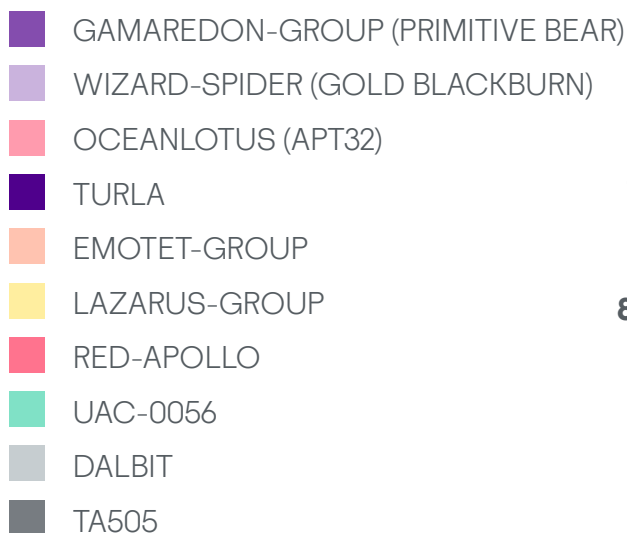 GAMAREDON-GROUP (PRIMITIVE BEAR)
WIZARD-SPIDER (GOLD BLACKBURN)
OCEANLOTUS (APT32)
TURLA
EMOTET-GROUP
LAZARUS-GROUP
RED-APOLLO
UAC-0056
DALBIT
TA505